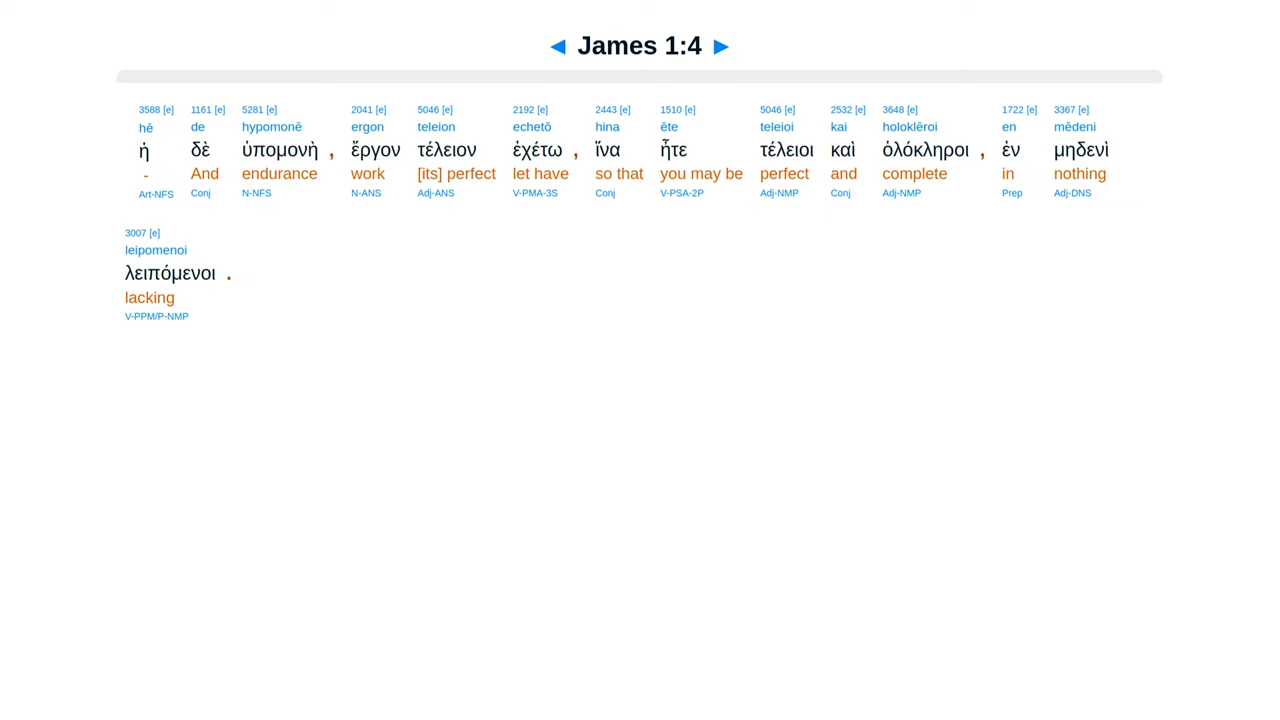 ◄ James 1:4 ►
3588 [e] 1161 [e] 5281 [e] 2041 [e] 5046 [e] 2192 [e] 2443 [e] 1510 [e] 5046 [e] 2532 [e] 3648 [e] 1722 [e] 3367 [e]
hē de hypomonē ergon teleion echetō hina ēte teleioi kai holoklēroi en mēdeni
ἡ δὲ ὑπομονὴ , ἔργον τέλειον ἐχέτω , ἵνα ἦτε τέλειοι καὶ ὁλόκληροι , ἐν μηδενὶ
- And endurance work [its] perfect let have so that you may be perfect and complete in nothing
Art-NFS Conj N-NFS N-ANS Adj-ANS V-PMA-3S Conj V-PSA-2P Adj-NMP Conj Adj-NMP Prep Adj-DNS
3007 [e]
leipomenoi
λειπόμενοι .
lacking
V-PPM/P-NMP